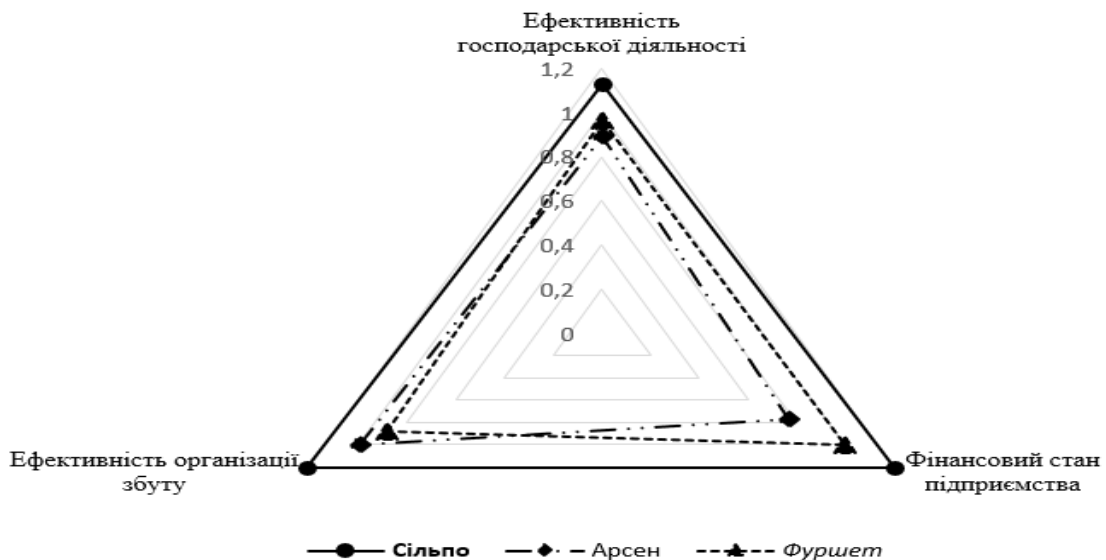 Ефективність
господарської діяльності
1,2
1
0,8
0,6
0,4
0,2
0
Ефективність організації
збуту
Фінансовий стан
підприємства
Сільпо Арсен Фуршет